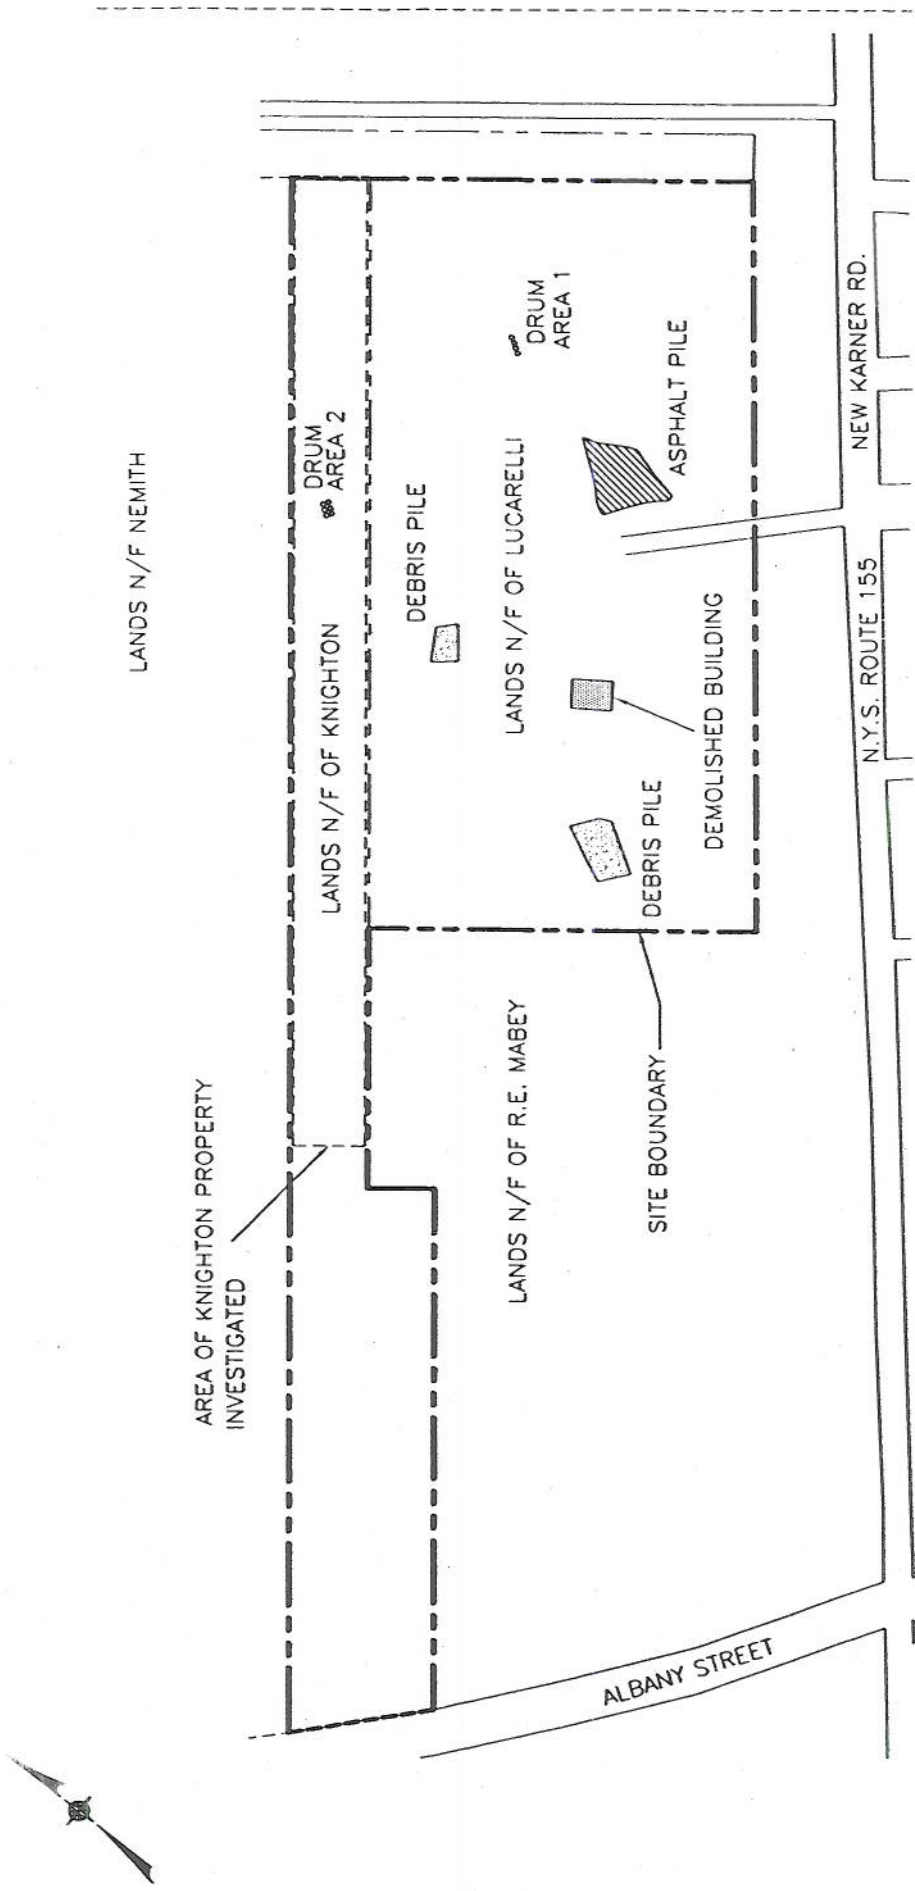 LANDS N/F NEMITH
AREA OF KNIGHTON PROPERTY
INVESTIGATED
LANDS N/F OF KNIGHTON
DRUM
AREA 2
DEBRIS PILE
LANDS N/F OF LUCARELLI
DRUM
AREA 1
LANDS N/F OF R.E. MABEY
SITE BOUNDARY
DEBRIS PILE
DEMOLISHED BUILDING
ASPHALT PILE
ALBANY STREET
N.Y.S. ROUTE 155
NEW KARNER RD.